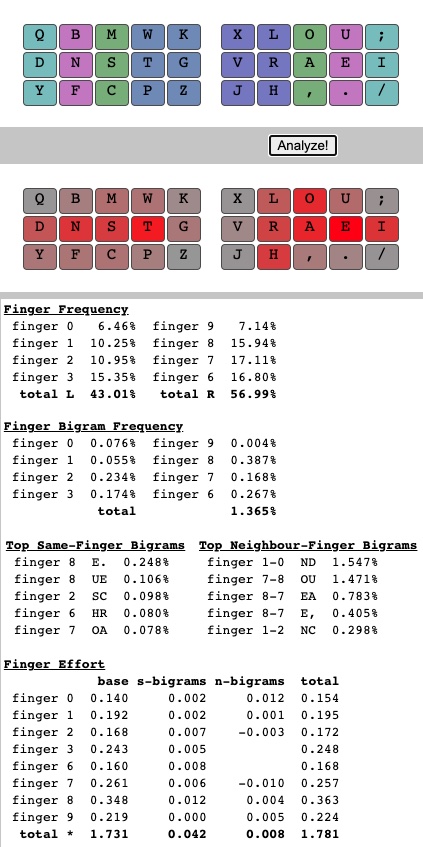 Q B M W K X L O U ;
D N S T G V R A E I
Y F C P Z J H , . /
Analyze!
Q B M W K X L O U ;
D N S T G V R A E I
Y F C P Z J H , . /
Finger Frequency
finger 0 6.46% finger 9 7.14%
finger 1 10.25% finger 8 15.94%
finger 2 10.95% finger 7 17.11%
finger 3 15.35% finger 6 16.80%
total L 43.01% total R 56.99%
Finger Bigram Frequency
finger 0 0.076% finger 9 0.004%
finger 1 0.055% finger 8 0.387%
finger 2 0.234% finger 7 0.168%
finger 3 0.174% finger 6 0.267%
total 1.365%
Top Same-Finger Bigrams Top Neighbour-Finger Bigrams
finger 8 E. 0.248% finger 1-0 ND 1.547%
finger 8 UE 0.106% finger 7-8 OU 1.471%
finger 2 SC 0.098% finger 8-7 EA 0.783%
finger 6 HR 0.080% finger 8-7 E, 0.405%
finger 7 OA 0.078% finger 1-2 NC 0.298%
Finger Effort
base s-bigrams n-bigrams total
finger 0 0.140 0.002 0.012 0.154
finger 1 0.192 0.002 0.001 0.195
finger 2 0.168 0.007 -0.003 0.172
finger 3 0.243 0.005 0.248
finger 6 0.160 0.008 0.168
finger 7 0.261 0.006 -0.010 0.257
finger 8 0.348 0.012 0.004 0.363
finger 9 0.219 0.000 0.005 0.224
total * 1.731 0.042 0.008 1.781